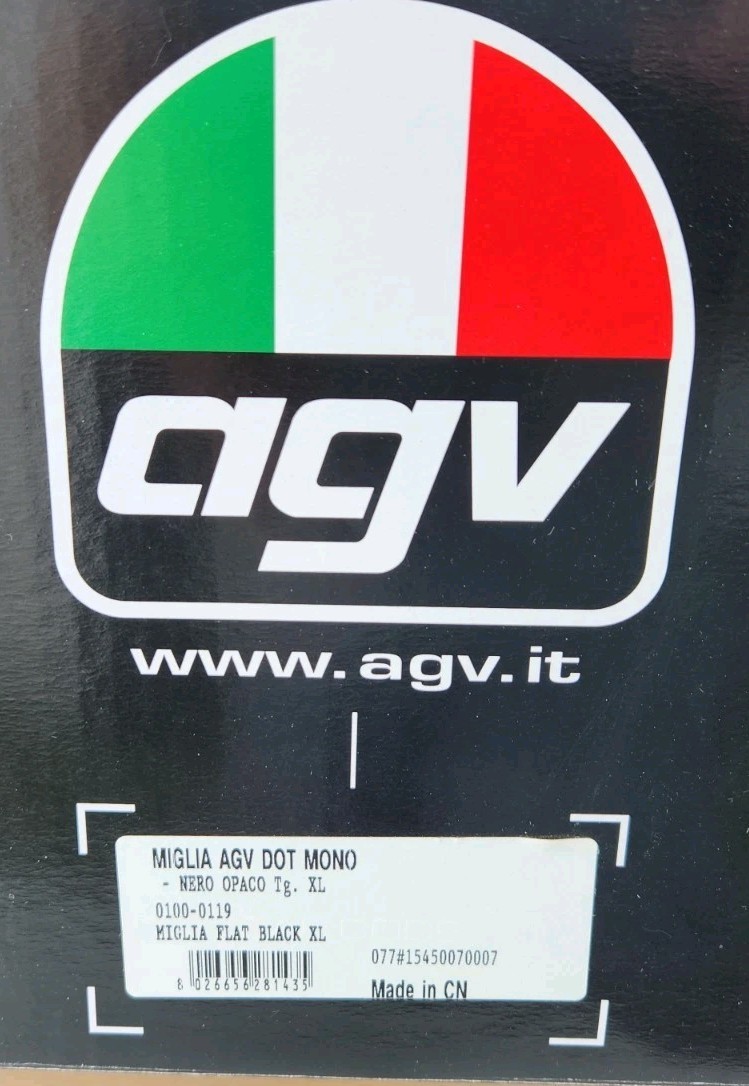 agv
www.agv.it
MIGLIA AGV DOT MONO
- NERO OPACO Tg. XL
0100-0119
MIGLIA FLAT BLACK XL
077#15450070007
8 026656 281435
Made in CN